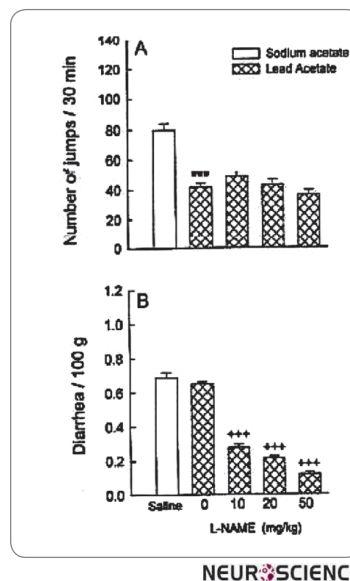 A
Sodium acetate
Lead Acetate
Number of jumps / 30 min
140
120
100
80
60
40
20
0
***
B
Diarrhea / 100 g
1.2
1.0
0.8
0.6
0.4
0.2
0.0
+++
+++
+++
Saline 0 10 20 50
L-NAME (mg/kg)
NEUROSCIENC